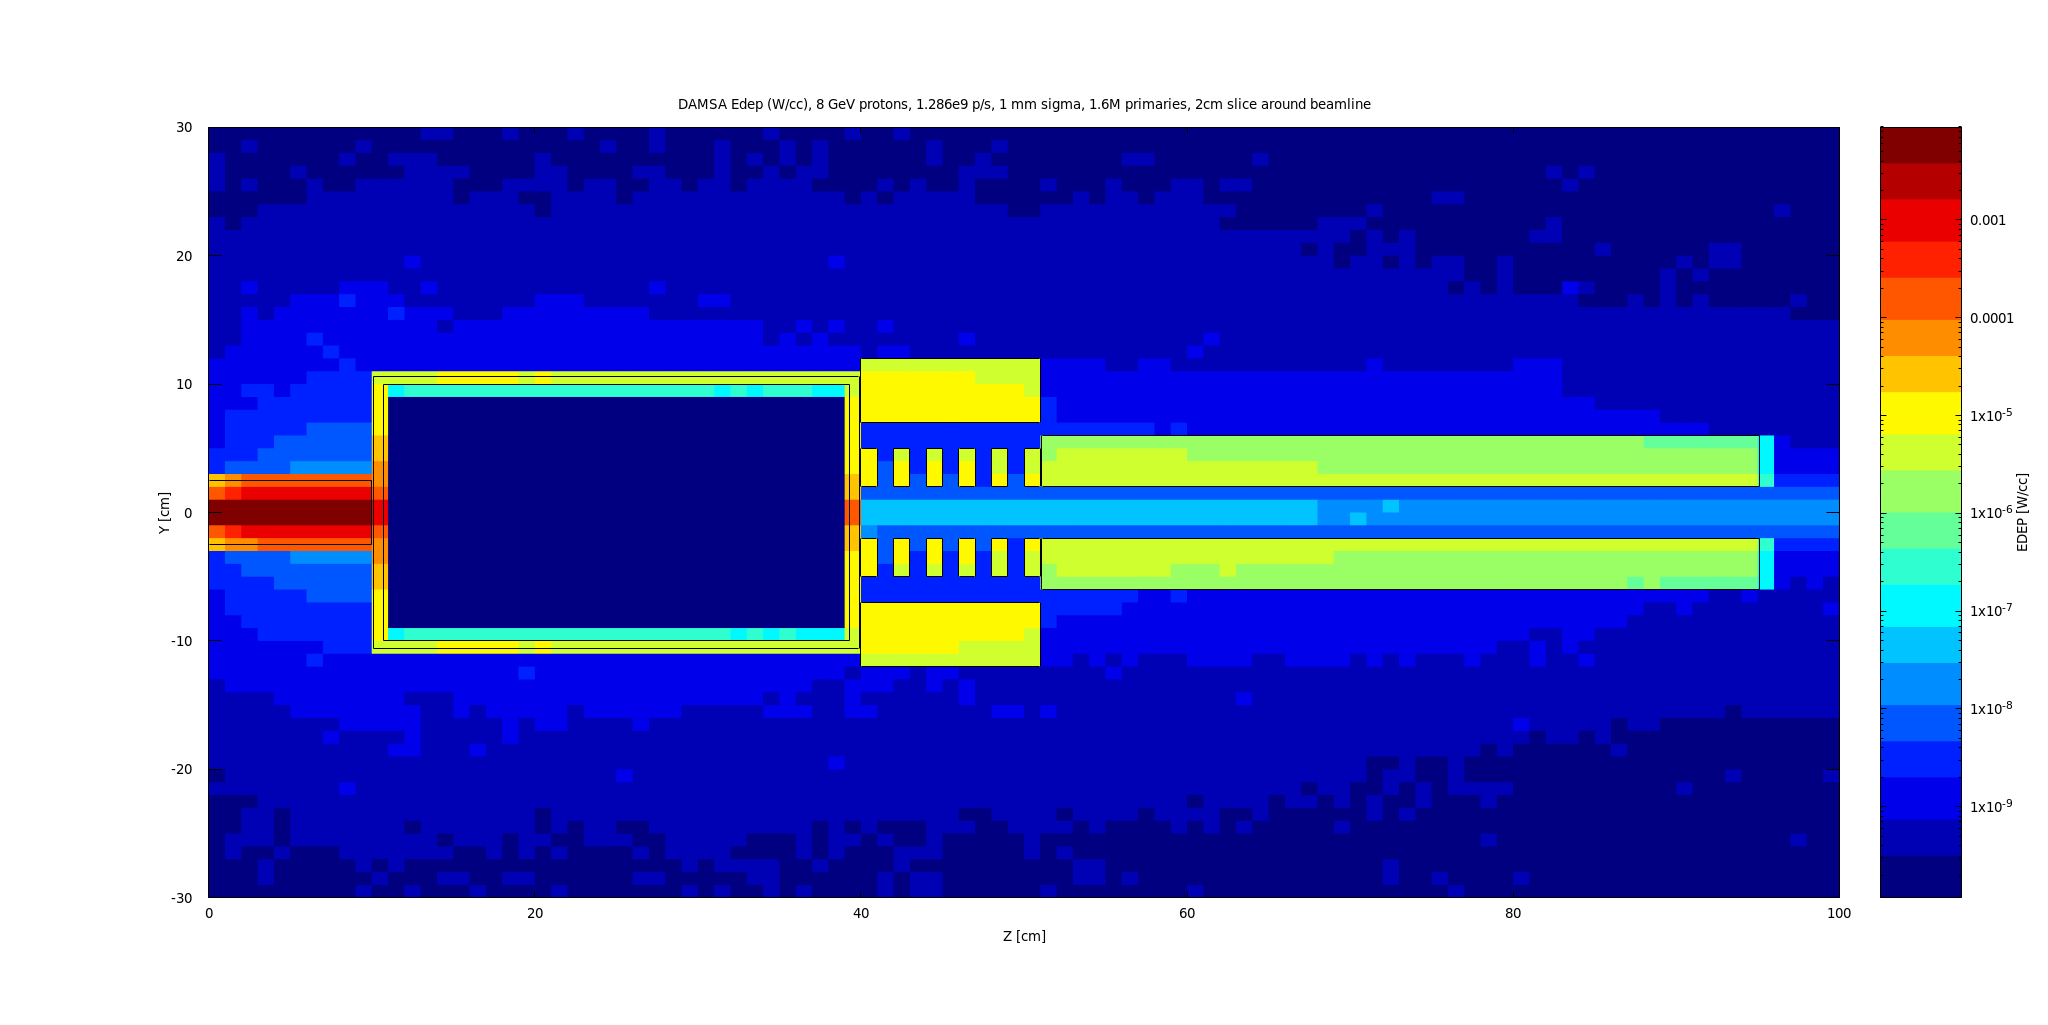 DAMSA Edep (W/cc), 8 GeV protons, 1.286e9 p/s, 1 mm sigma, 1.6M primaries, 2cm slice around beamline
30
20
10
0
-10
-20
-30
Y [cm]
0 20 40 60 80 100
Z [cm]
0.001
0.0001
1x10-5
1x10-6
1x10-7
1x10-8
1x10-9
EDEP [W/cc]